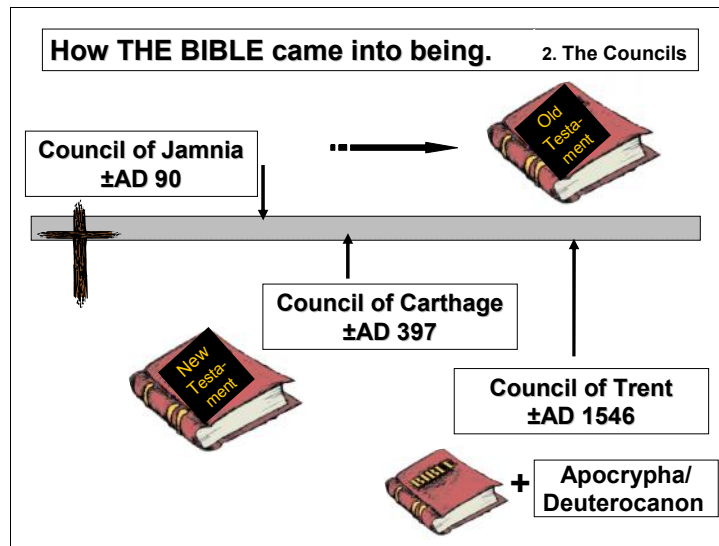 How THE BIBLE came into being. 2. The Councils
Old
Testa-
ment
Council of Jamnia
±AD 90
Council of Carthage
±AD 397
New
Testa-
ment
Council of Trent
±AD 1546
BIBLE
+
Apocrypha/
Deuterocanon